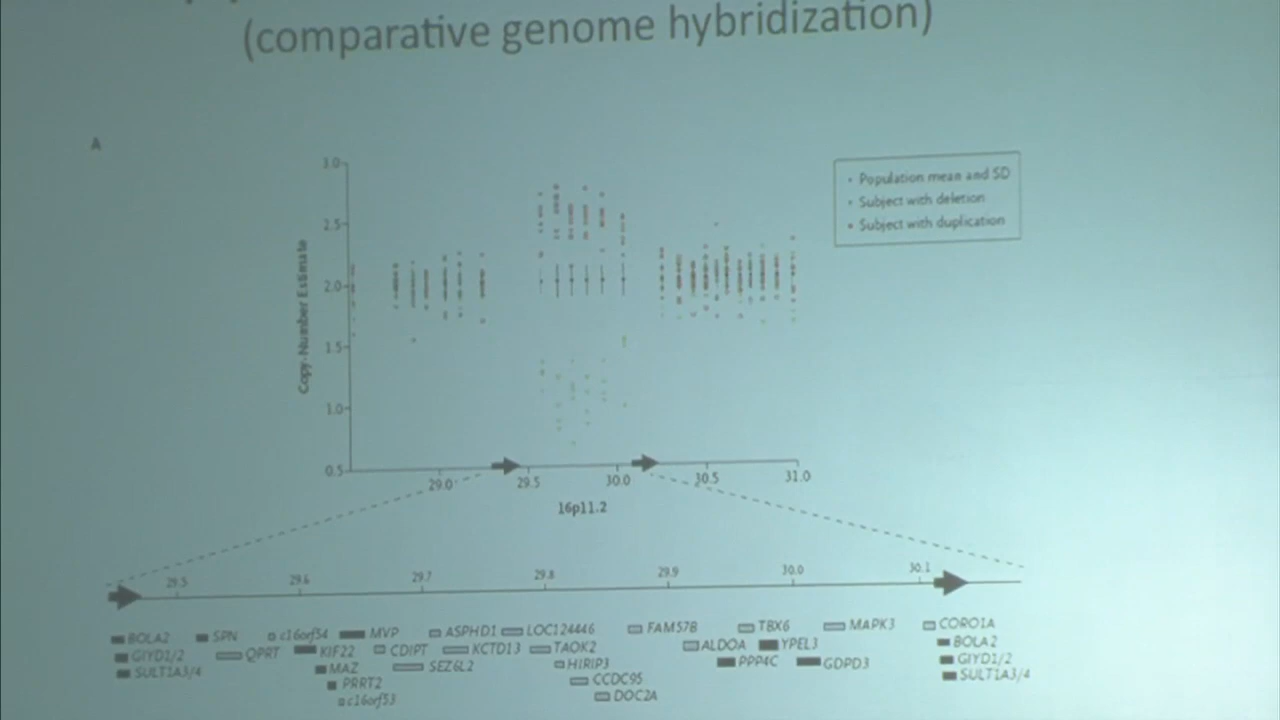 (comparative genome hybridization)
A
Population mean and SD
Subject with deletion
Subject with duplication
Copy-Number Estimate
3.0
2.5
2.0
1.5
1.0
0.5
29.0 29.5 30.0 30.5 31.0
16p11.2
29.5 29.6 29.7 29.8 29.9 30.0 30.1
BOLA2 SPN c16orf54 MVP ASPHD1 LOC124446 FAM57B TBX6 MAPK3 CORO1A
GIYD1/2 QPRT KIF22 CDIPT KCTD13 TAOK2 ALDOA YPEL3 BOLA2
SULT1A3/4 MAZ SEZ6L2 HIRIP3 PPP4C GDPD3 GIYD1/2
PRRT2 CCDC95 SULT1A3/4
c16orf53 DOC2A